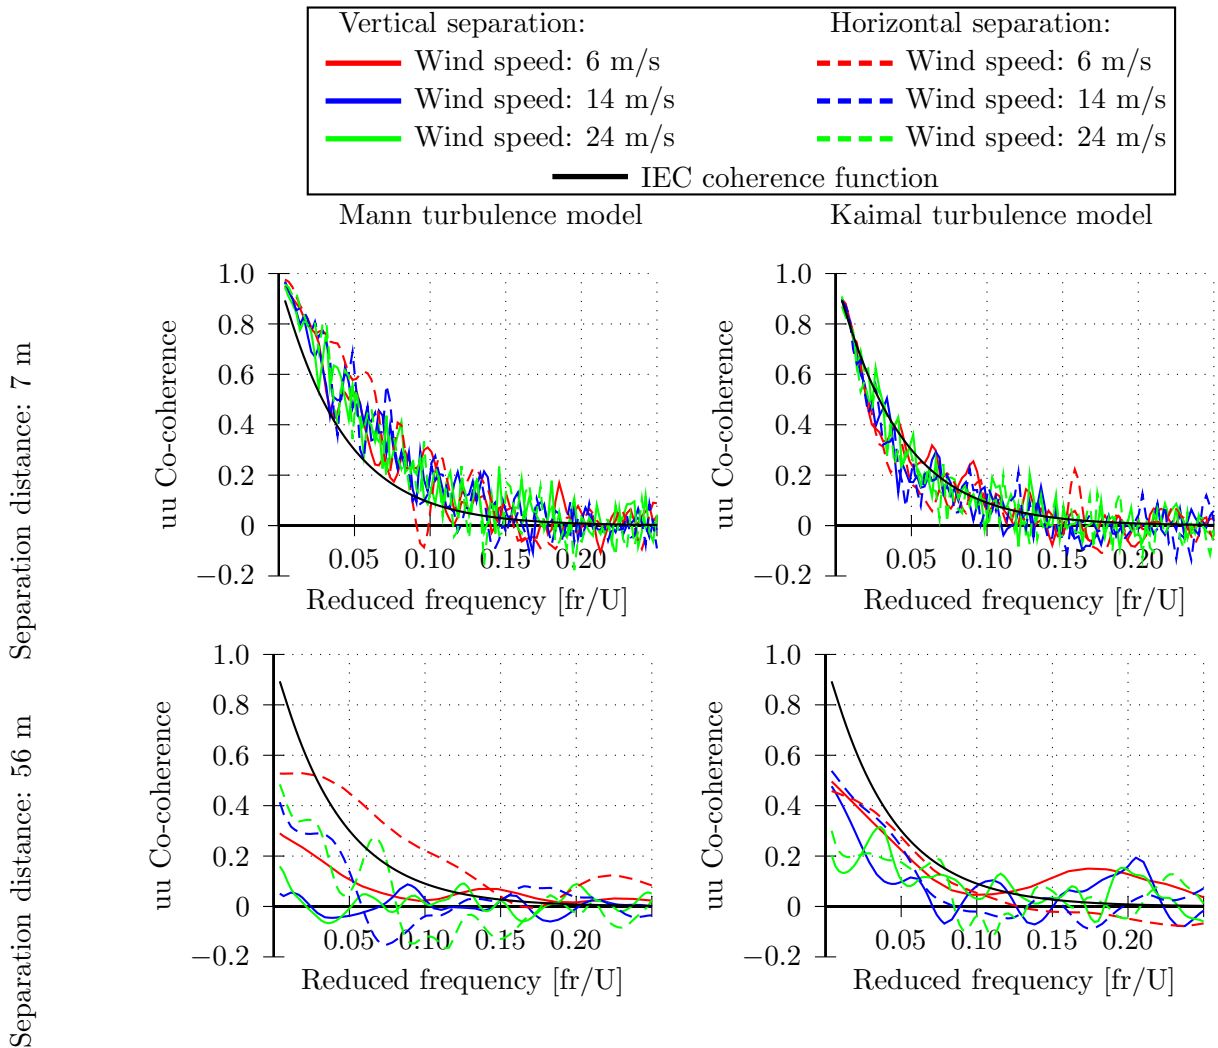 Vertical separation: Horizontal separation:
Wind speed: 6 m/s Wind speed: 6 m/s
Wind speed: 14 m/s Wind speed: 14 m/s
Wind speed: 24 m/s Wind speed: 24 m/s
IEC coherence function
Mann turbulence model Kaimal turbulence model
Separation distance: 7 m
uu Co-coherence
1.0
0.8
0.6
0.4
0.2
0
−0.2
0.05 0.10 0.15 0.20
Reduced frequency [fr/U]
uu Co-coherence
1.0
0.8
0.6
0.4
0.2
0
−0.2
0.05 0.10 0.15 0.20
Reduced frequency [fr/U]
Separation distance: 56 m
uu Co-coherence
1.0
0.8
0.6
0.4
0.2
0
−0.2
0.05 0.10 0.15 0.20
Reduced frequency [fr/U]
uu Co-coherence
1.0
0.8
0.6
0.4
0.2
0
−0.2
0.05 0.10 0.15 0.20
Reduced frequency [fr/U]